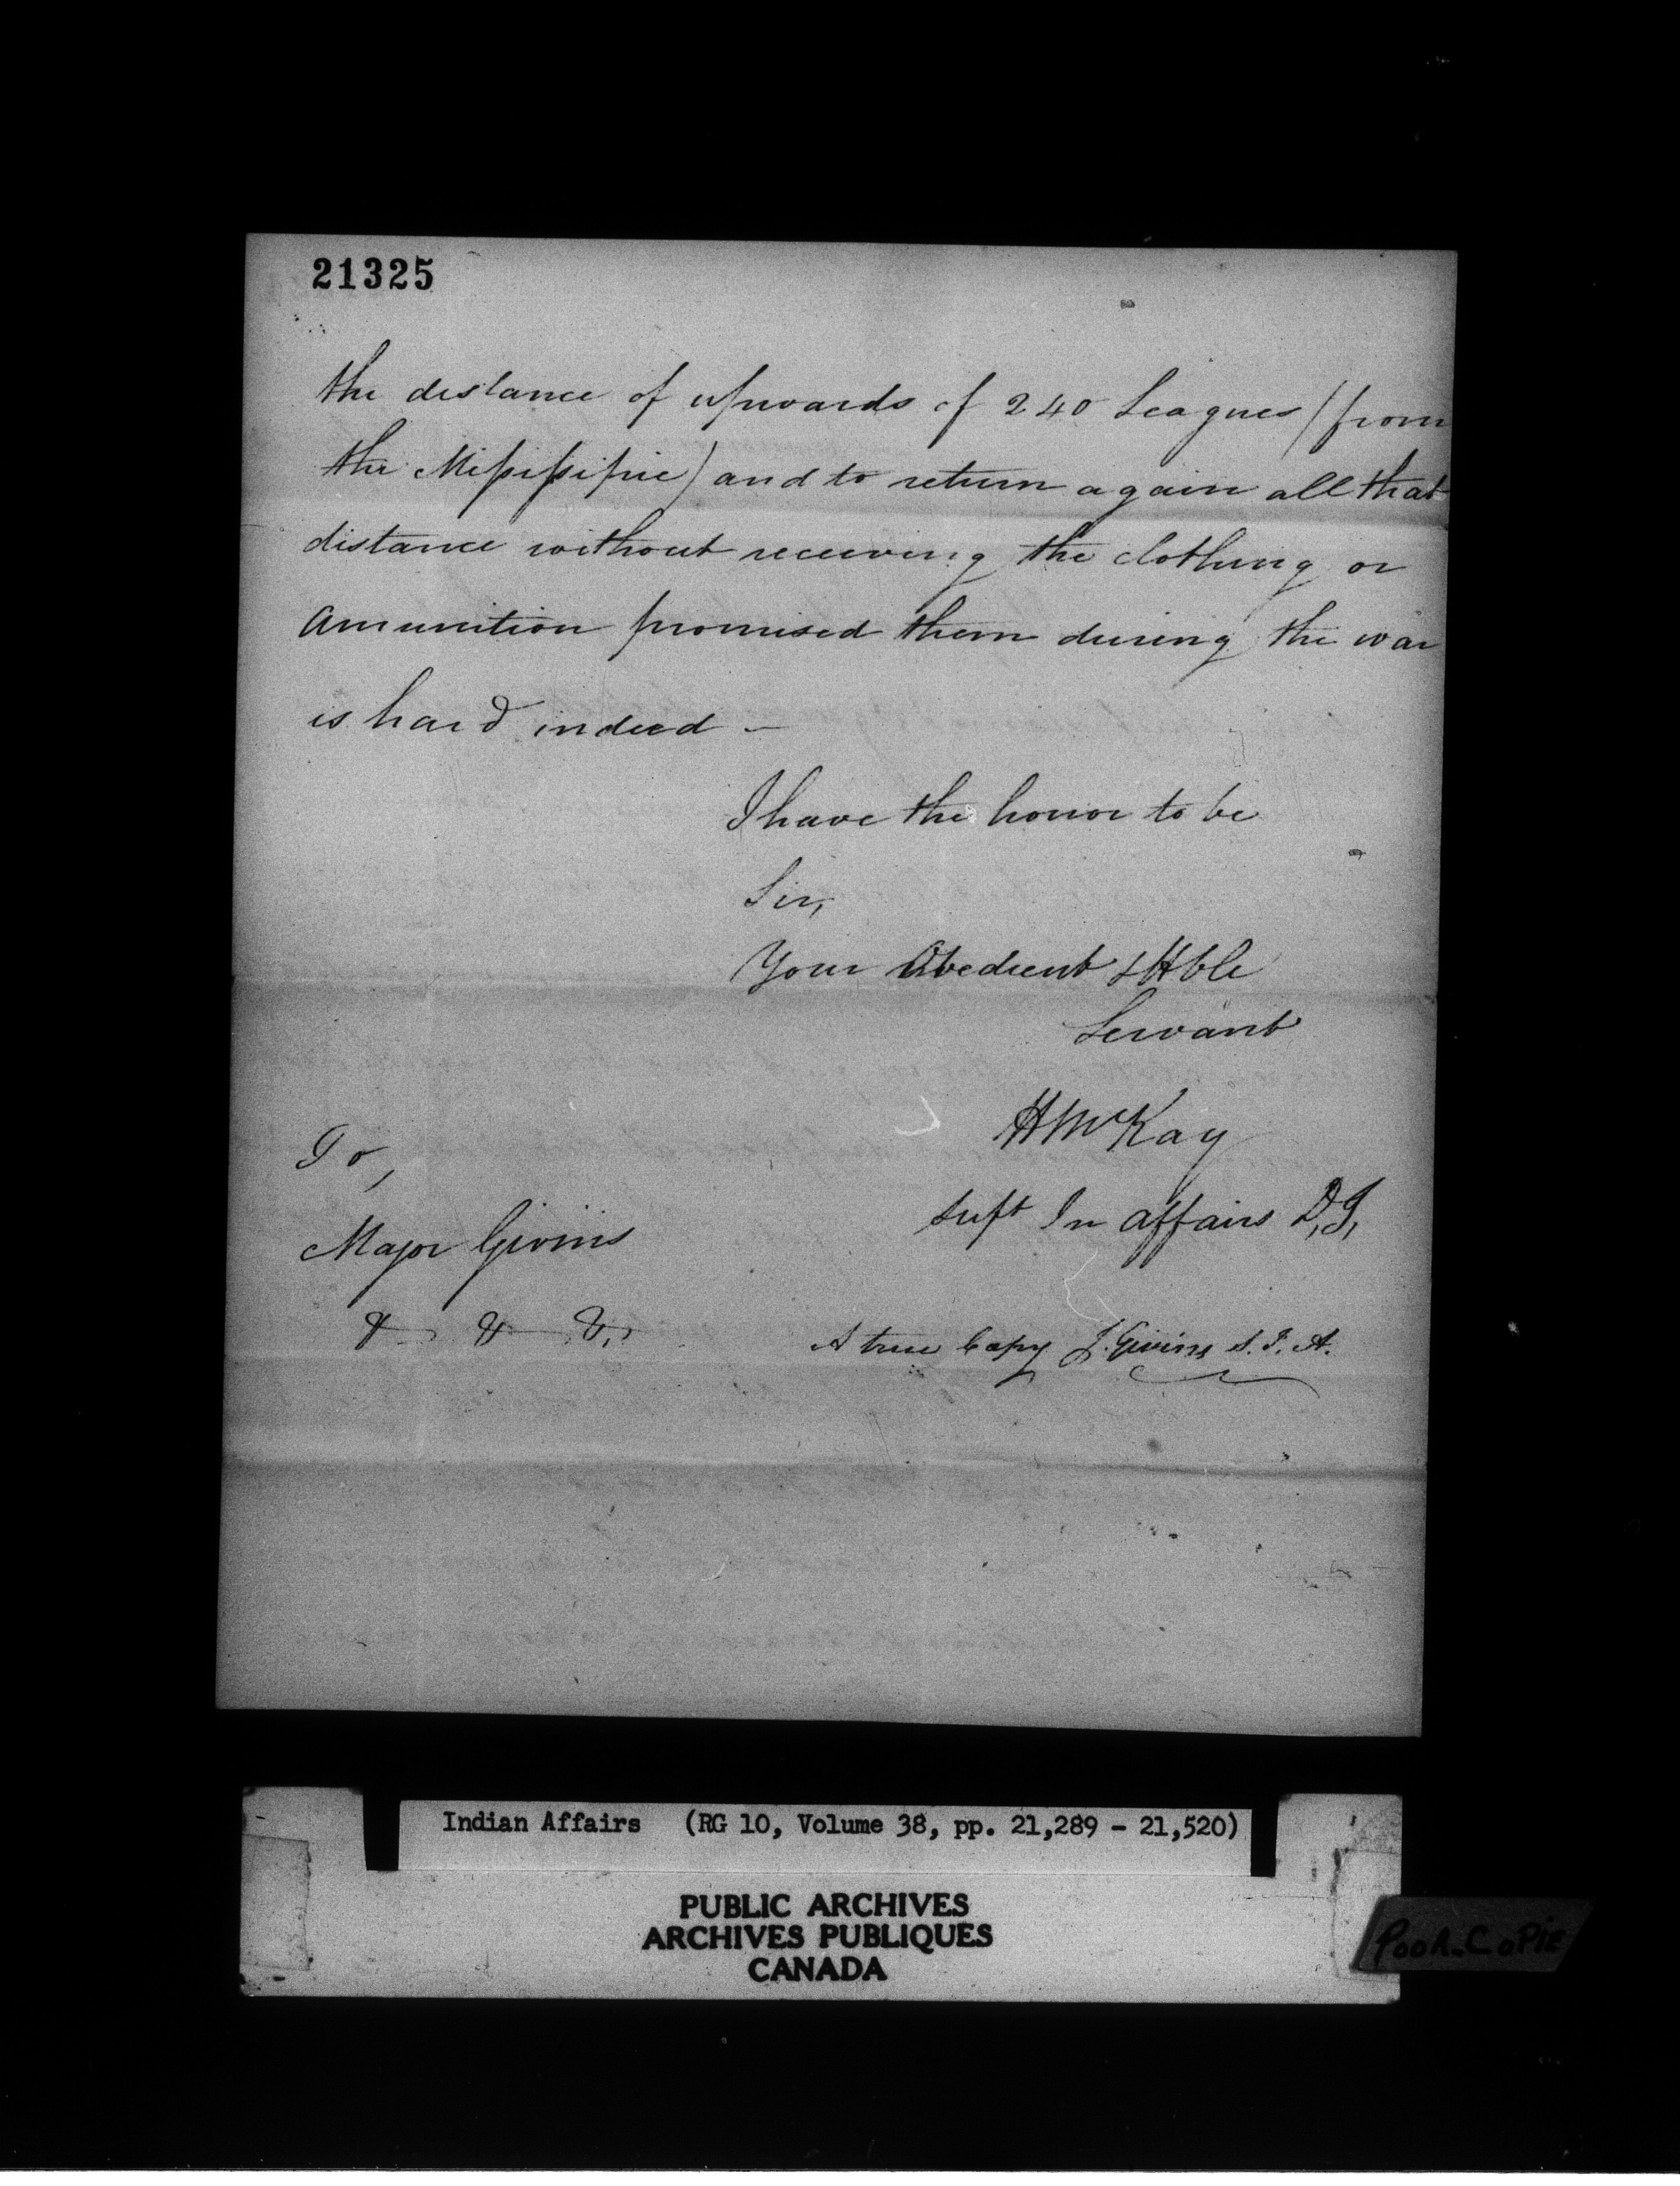 21325
the distance of upwards of 240 Leagues (from
the Missisippie) and to return again all that
distance without receiving the clothing or
Amunition promised them during the war
is hard indeed –
I have the honor to be
Sir,
Your Obedient & Hble
Servant
H McKay
Supt In affairs D, J,
To,
Major Givins
& & &,
A true Copy J. Givins S. I. A.
Indian Affairs (RG 10, Volume 38, pp. 21,289 - 21,520)
PUBLIC ARCHIVES
ARCHIVES PUBLIQUES
CANADA
POOR-COPIE